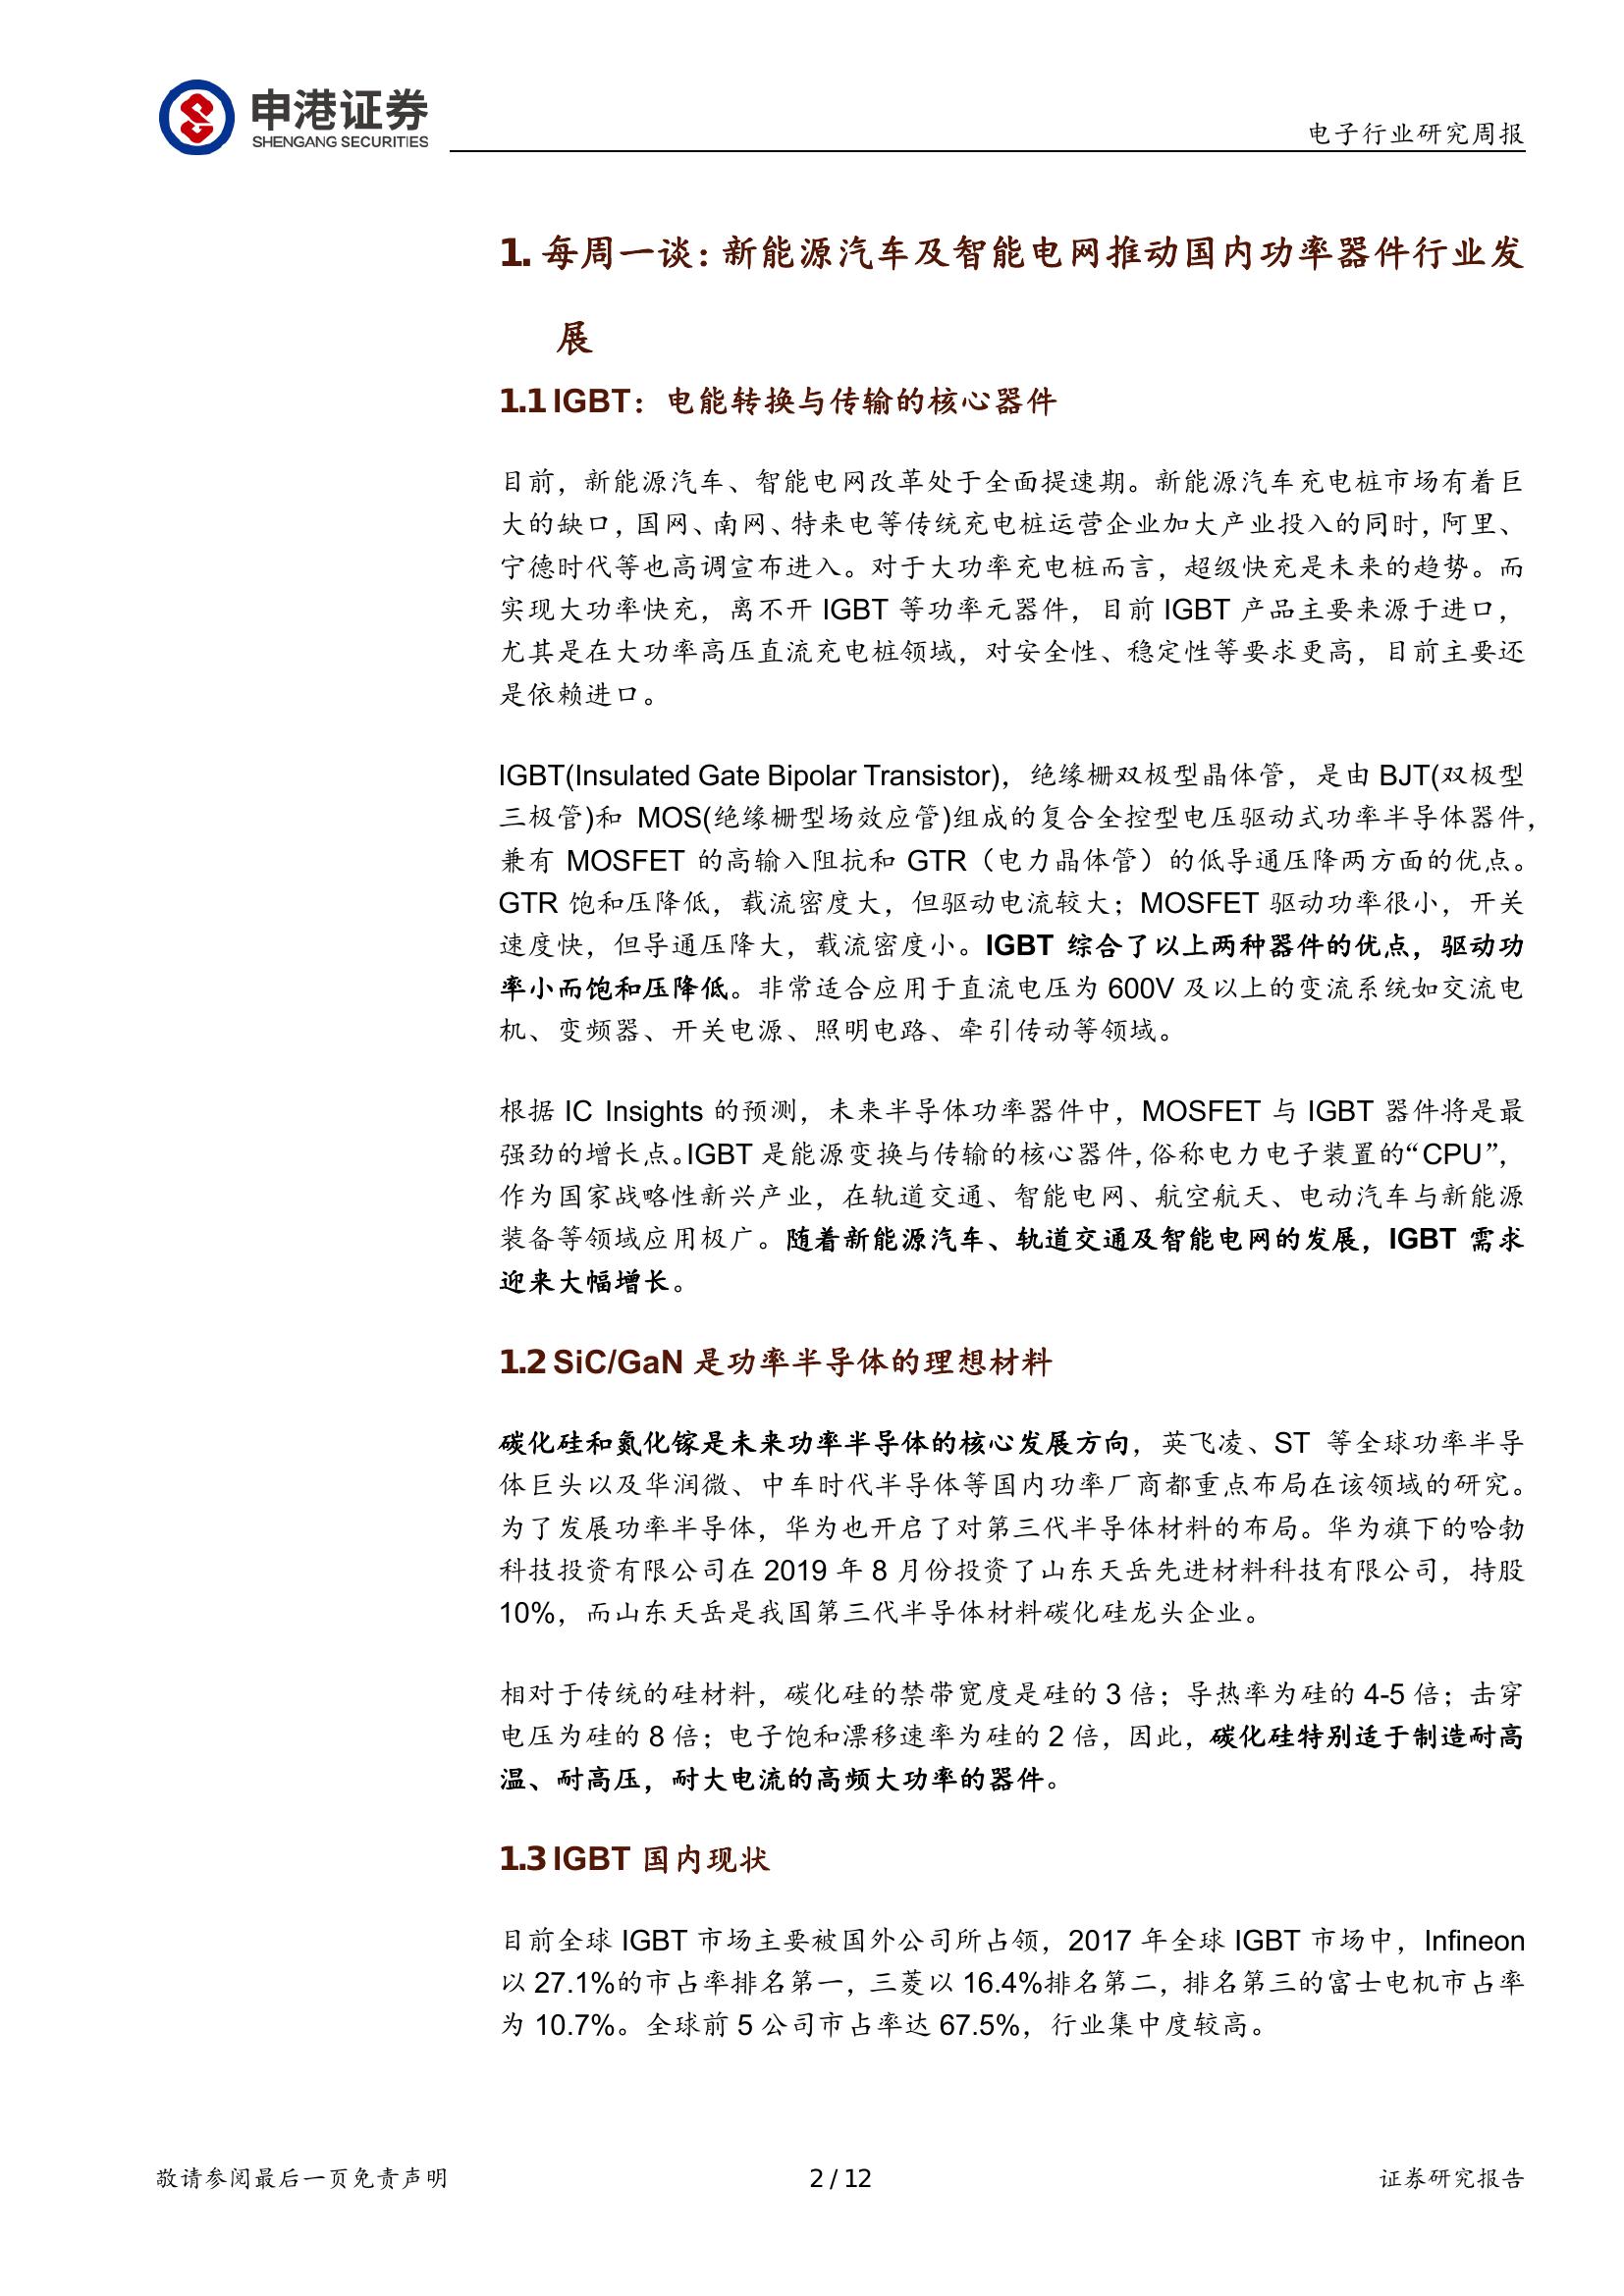 申港证券
SHENGANG SECURITIES
电子行业研究周报
1. 每周一谈：新能源汽车及智能电网推动国内功率器件行业发
展
1.1 IGBT：电能转换与传输的核心器件
目前，新能源汽车、智能电网改革处于全面提速期。新能源汽车充电桩市场有着巨
大的缺口，国网、南网、特来电等传统充电桩运营企业加大产业投入的同时，阿里、
宁德时代等也高调宣布进入。对于大功率充电桩而言，超级快充是未来的趋势。而
实现大功率快充，离不开 IGBT 等功率元器件，目前 IGBT 产品主要来源于进口，
尤其是在大功率高压直流充电桩领域，对安全性、稳定性等要求更高，目前主要还
是依赖进口。
IGBT(Insulated Gate Bipolar Transistor)，绝缘栅双极型晶体管，是由 BJT(双极型
三极管)和 MOS(绝缘栅型场效应管)组成的复合全控型电压驱动式功率半导体器件，
兼有 MOSFET 的高输入阻抗和 GTR（电力晶体管）的低导通压降两方面的优点。
GTR 饱和压降低，载流密度大，但驱动电流较大；MOSFET 驱动功率很小，开关
速度快，但导通压降大，载流密度小。IGBT 综合了以上两种器件的优点，驱动功
率小而饱和压降低。非常适合应用于直流电压为 600V 及以上的变流系统如交流电
机、变频器、开关电源、照明电路、牵引传动等领域。
根据 IC Insights 的预测，未来半导体功率器件中，MOSFET 与 IGBT 器件将是最
强劲的增长点。IGBT 是能源变换与传输的核心器件，俗称电力电子装置的“CPU”，
作为国家战略性新兴产业，在轨道交通、智能电网、航空航天、电动汽车与新能源
装备等领域应用极广。随着新能源汽车、轨道交通及智能电网的发展，IGBT 需求
迎来大幅增长。
1.2 SiC/GaN 是功率半导体的理想材料
碳化硅和氮化镓是未来功率半导体的核心发展方向，英飞凌、ST 等全球功率半导
体巨头以及华润微、中车时代半导体等国内功率厂商都重点布局在该领域的研究。
为了发展功率半导体，华为也开启了对第三代半导体材料的布局。华为旗下的哈勃
科技投资有限公司在 2019 年 8 月份投资了山东天岳先进材料科技有限公司，持股
10%，而山东天岳是我国第三代半导体材料碳化硅龙头企业。
相对于传统的硅材料，碳化硅的禁带宽度是硅的 3 倍；导热率为硅的 4-5 倍；击穿
电压为硅的 8 倍；电子饱和漂移速率为硅的 2 倍，因此，碳化硅特别适于制造耐高
温、耐高压，耐大电流的高频大功率的器件。
1.3 IGBT 国内现状
目前全球 IGBT 市场主要被国外公司所占领，2017 年全球 IGBT 市场中，Infineon
以 27.1%的市占率排名第一，三菱以 16.4%排名第二，排名第三的富士电机市占率
为 10.7%。全球前 5 公司市占率达 67.5%，行业集中度较高。
敬请参阅最后一页免责声明
2 / 12
证券研究报告